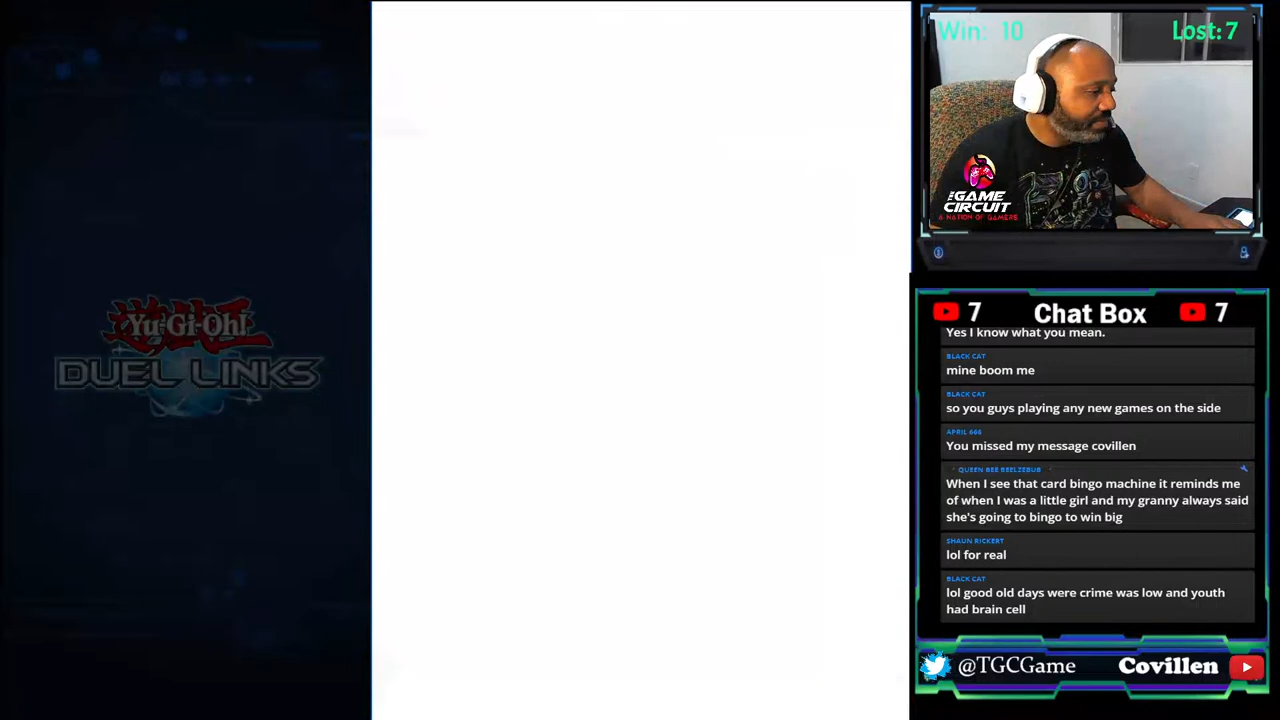 Win: 10
Lost: 7
THE GAME
CIRCUIT
A NATION OF GAMERS
Yu-Gi-Oh!
DUEL LINKS
7
Chat Box
7
Yes I know what you mean.
BLACK CAT
mine boom me
BLACK CAT
so you guys playing any new games on the side
APRIL 608
You missed my message covillen
QUEEN BEE BEELZEBUB
When I see that card bingo machine it reminds me
of when I was a little girl and my granny always said
she's going to bingo to win big
SHAUN RICKERT
lol for real
BLACK CAT
lol good old days were crime was low and youth
had brain cell
@TGCGame
Covillen